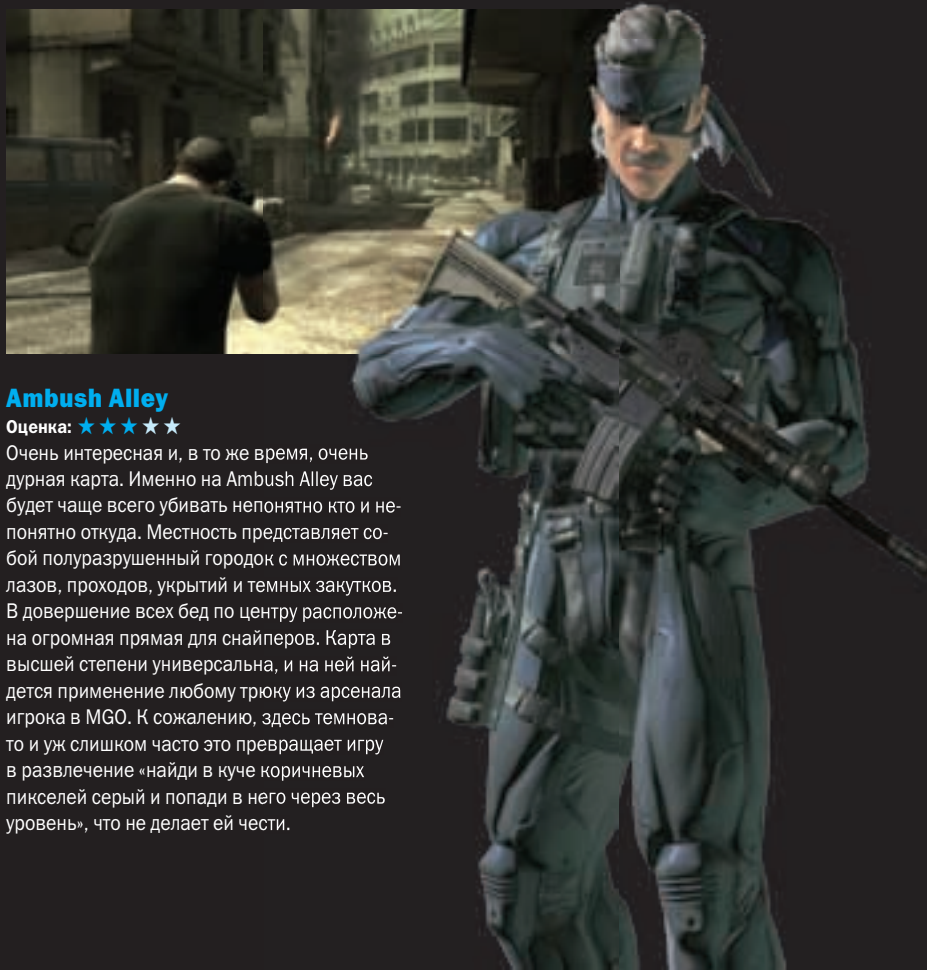 Ambush Alley
Оценка: ★★★★★
Очень интересная и, в то же время, очень
дурная карта. Именно на Ambush Alley вас
будет чаще всего убивать непонятно кто и не-
понятно откуда. Местность представляет со-
бой полуразрушенный городок с множеством
лазов, проходов, укрытий и темных закутков.
В довершение всех бед по центру расположе-
на огромная прямая для снайперов. Карта в
высшей степени универсальна, и на ней най-
дется применение любому трюку из арсенала
игрока в MGO. К сожалению, здесь темнова-
то и уж слишком часто это превращает игру
в развлечение «найди в куче коричневых
пикселей серый и попади в него через весь
уровень», что не делает ей чести.